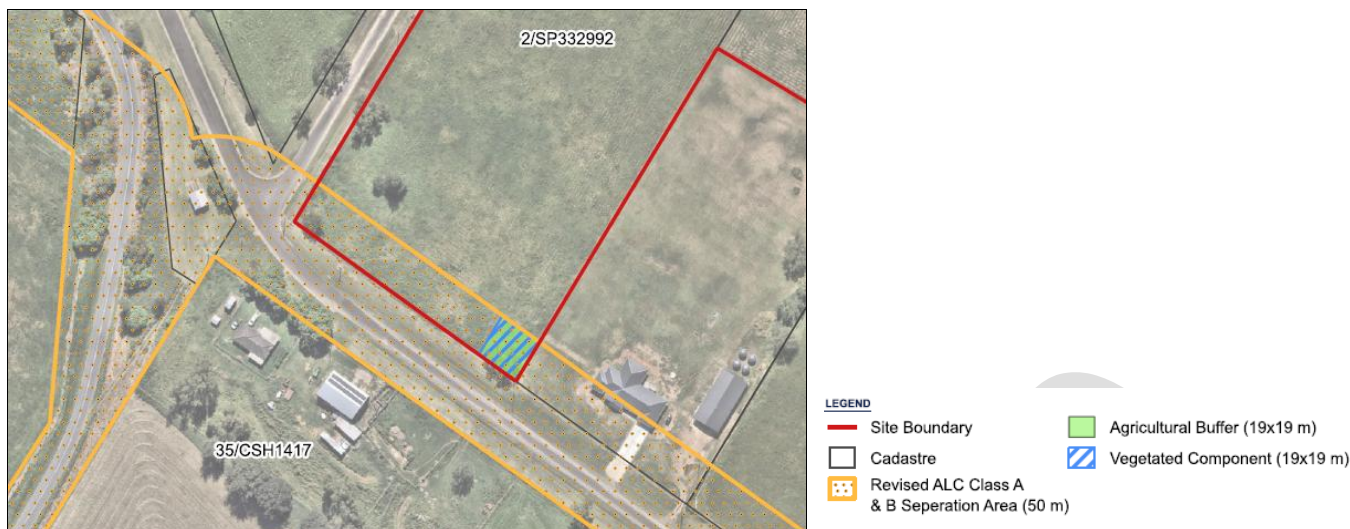 2/SP332992
35/CSH1417
LEGEND
Site Boundary
Cadastre
Revised ALC Class A
& B Seperation Area (50 m)
Agricultural Buffer (19x19 m)
Vegetated Component (19x19 m)